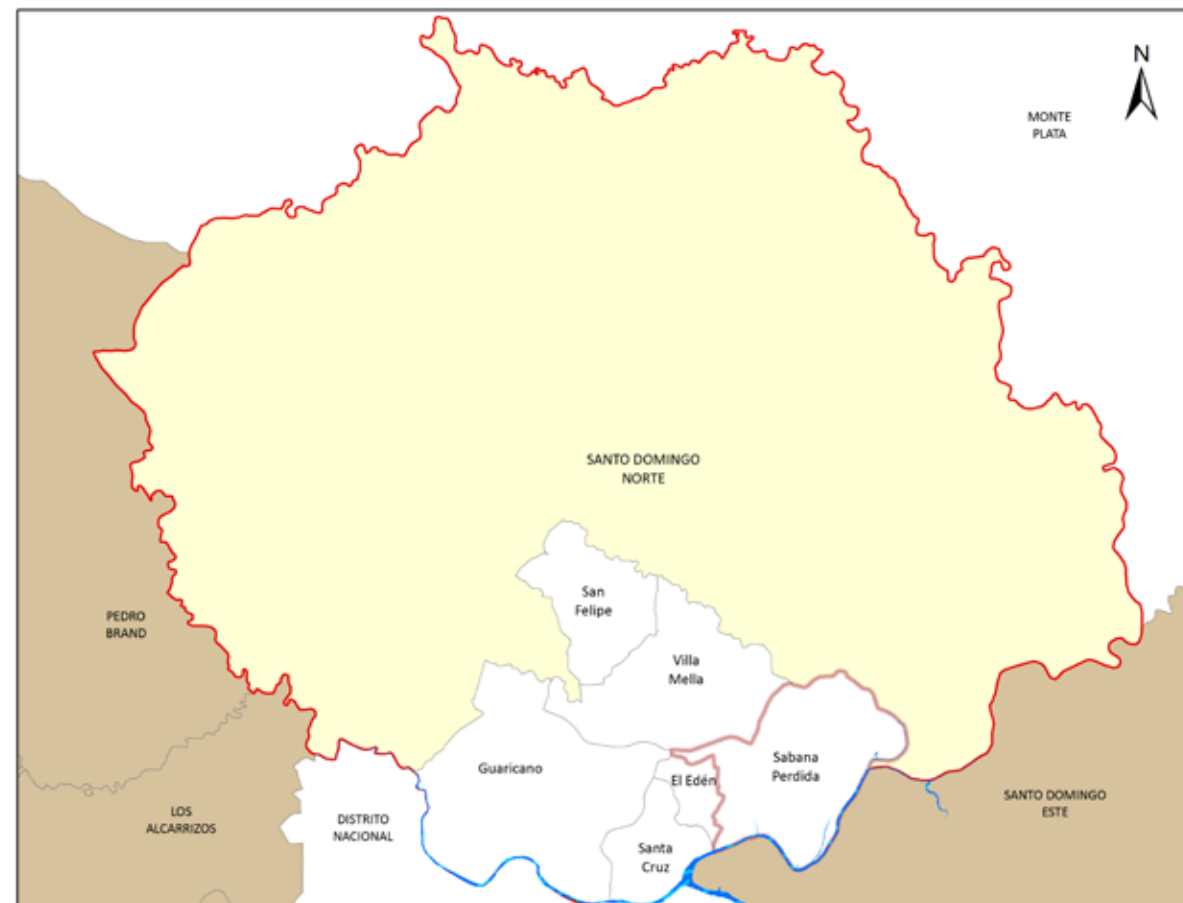 N
MONTE
PLATA
SANTO DOMINGO
NORTE
San
Felipe
PEDRO
BRAND
Villa
Mella
Guaricano
Sabana
Perdida
El Edén
LOS
ALCARRIZOS
DISTRITO
NACIONAL
SANTO DOMINGO
ESTE
Santa
Cruz